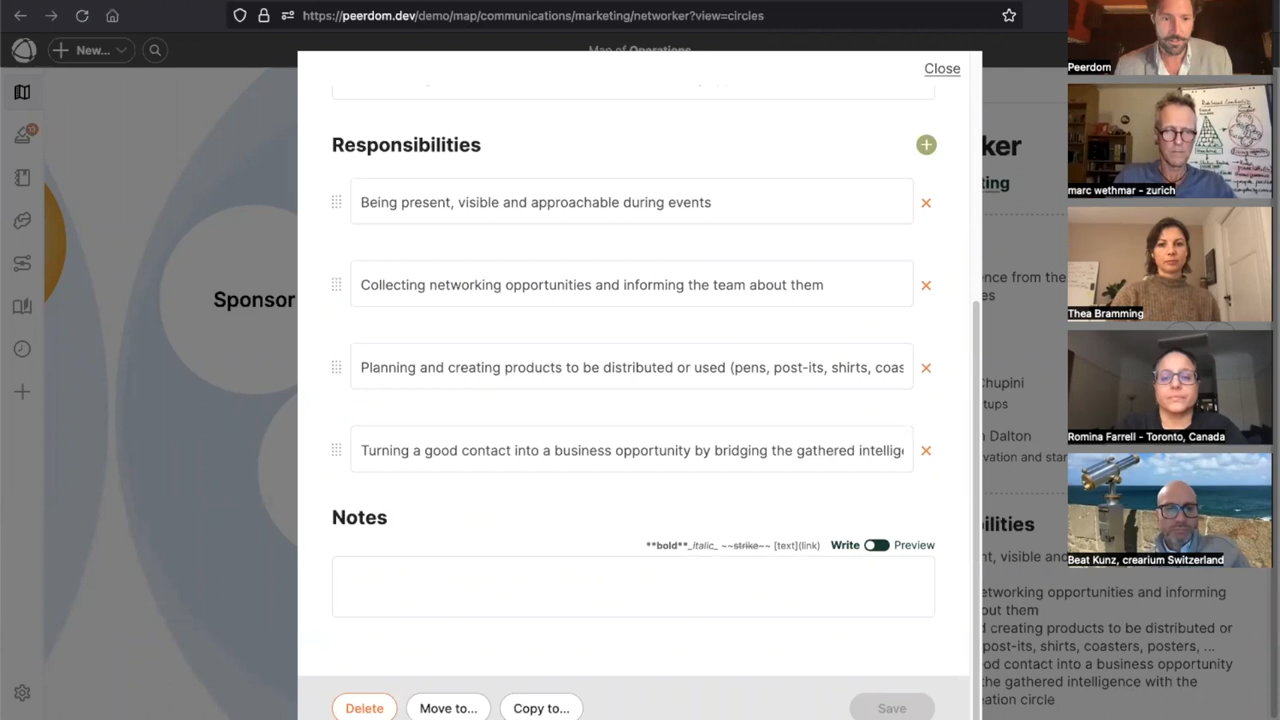 https://peerdom.dev/demo/map/communications/marketing/networker?view=circles
New...
Map of Operations
Close
Responsibilities
Being present, visible and approachable during events
Collecting networking opportunities and informing the team about them
Planning and creating products to be distributed or used (pens, post-its, shirts, coas
Turning a good contact into a business opportunity by bridging the gathered intellige
Notes
**bold** _italic_ ~~strike~~ [text](link) Write Preview
Delete Move to... Copy to... Save
13
Sponsor
ker
ting
ence from the
es
Chupini
tups
n Dalton
vation and star
ilities
nt, visible and
etworking opportunities and informing
out them
d creating products to be distributed or
post-its, shirts, coasters, posters, ...
od contact into a business opportunity
the gathered intelligence with the
eation circle
Peerdom
marc wethmar - zurich
Thea Bramming
Romina Farrell - Toronto, Canada
Beat Kunz, crearium Switzerland